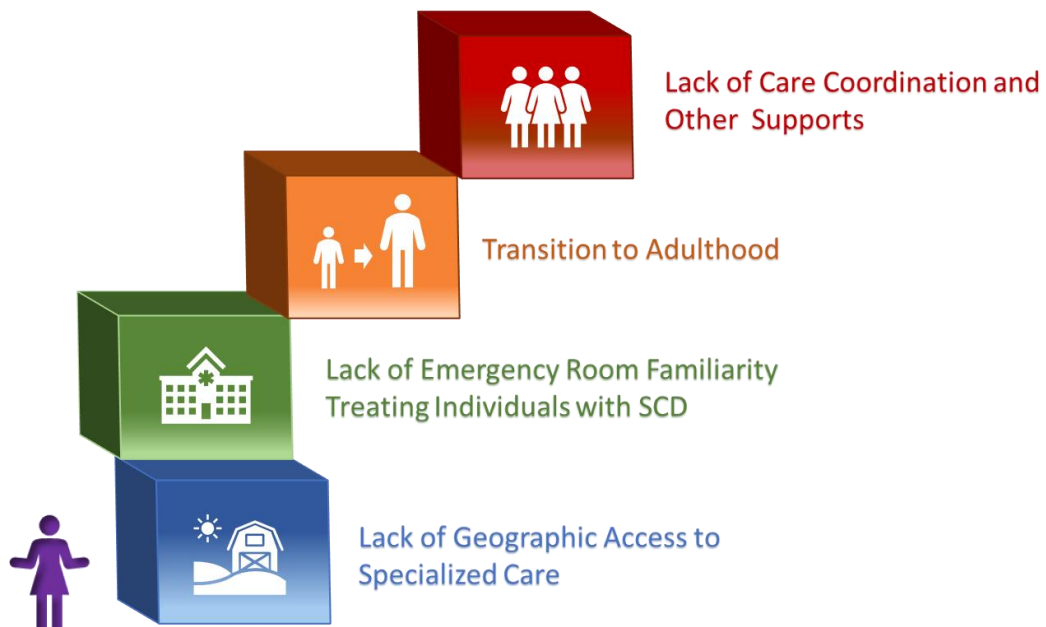 Lack of Care Coordination and
Other Supports
Transition to Adulthood
Lack of Emergency Room Familiarity
Treating Individuals with SCD
Lack of Geographic Access to
Specialized Care